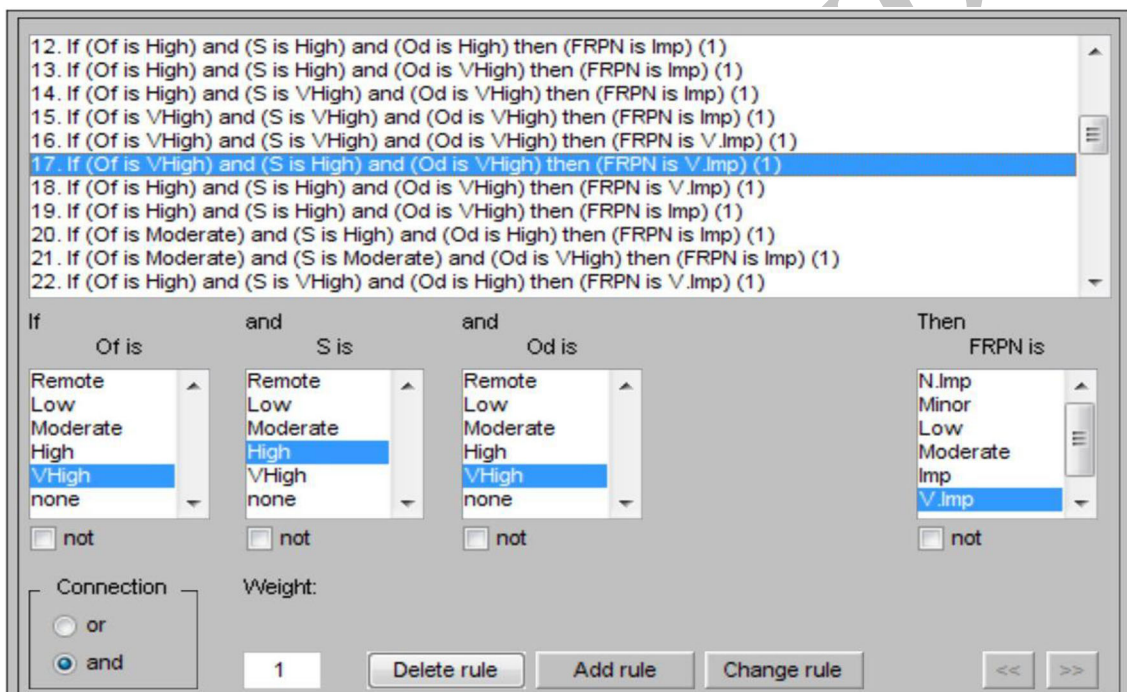 12. If (Of is High) and (S is High) and (Od is High) then (FRPN is Imp) (1)
13. If (Of is High) and (S is High) and (Od is VHigh) then (FRPN is Imp) (1)
14. If (Of is High) and (S is VHigh) and (Od is VHigh) then (FRPN is Imp) (1)
15. If (Of is VHigh) and (S is VHigh) and (Od is VHigh) then (FRPN is Imp) (1)
16. If (Of is VHigh) and (S is VHigh) and (Od is VHigh) then (FRPN is V.Imp) (1)
17. If (Of is VHigh) and (S is High) and (Od is VHigh) then (FRPN is V.Imp) (1)
18. If (Of is High) and (S is High) and (Od is VHigh) then (FRPN is V.Imp) (1)
19. If (Of is High) and (S is High) and (Od is VHigh) then (FRPN is Imp) (1)
20. If (Of is Moderate) and (S is High) and (Od is High) then (FRPN is Imp) (1)
21. If (Of is Moderate) and (S is Moderate) and (Od is VHigh) then (FRPN is Imp) (1)
22. If (Of is High) and (S is VHigh) and (Od is High) then (FRPN is V.Imp) (1)
If and and Then
Of is S is Od is FRPN is
Remote Remote Remote N.Imp
Low Low Low Minor
Moderate Moderate Moderate Low
High High High Moderate
VHigh VHigh VHigh Imp
none none none V.Imp
not not not not
Connection Weight:
or
and 1 Delete rule Add rule Change rule << >>